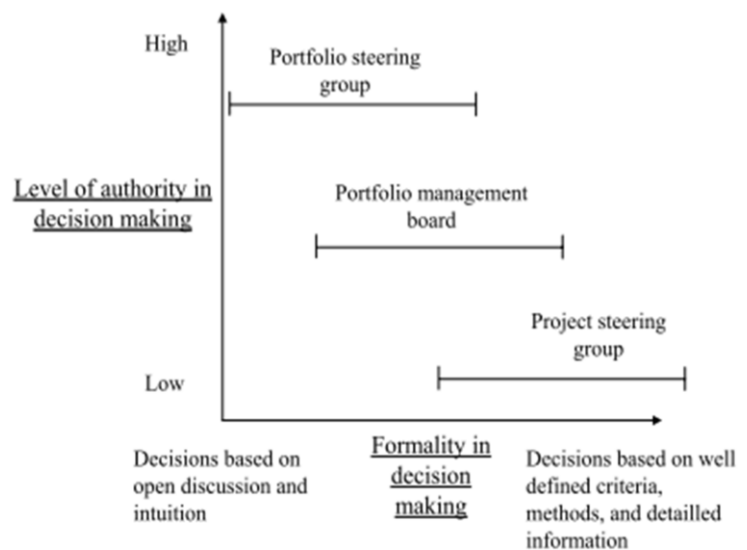 High
Portfolio steering
group
Level of authority in
decision making
Portfolio management
board
Project steering
group
Low
Decisions based on
open discussion and
intuition
Formality in
decision
making
Decisions based on well
defined criteria,
methods, and detailled
information